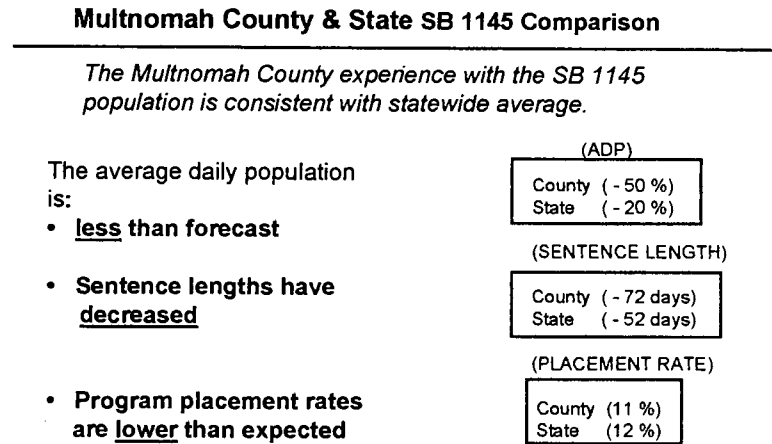 Multnomah County & State SB 1145 Comparison
The Multnomah County experience with the SB 1145
population is consistent with statewide average.
The average daily population
is:
• less than forecast
(ADP)
County ( - 50 %)
State ( - 20 %)
• Sentence lengths have
decreased
(SENTENCE LENGTH)
County ( - 72 days)
State ( - 52 days)
• Program placement rates
are lower than expected
(PLACEMENT RATE)
County (11 %)
State (12 %)